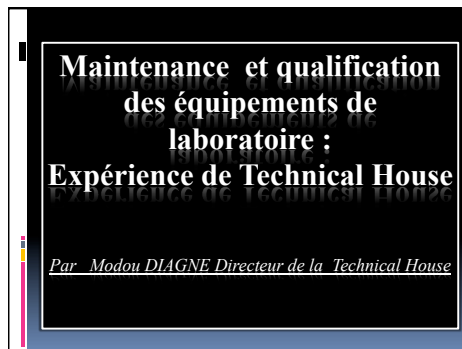 Maintenance et qualification
des équipements de
laboratoire :
Expérience de Technical House
Par Modou DIAGNE Directeur de la Technical House